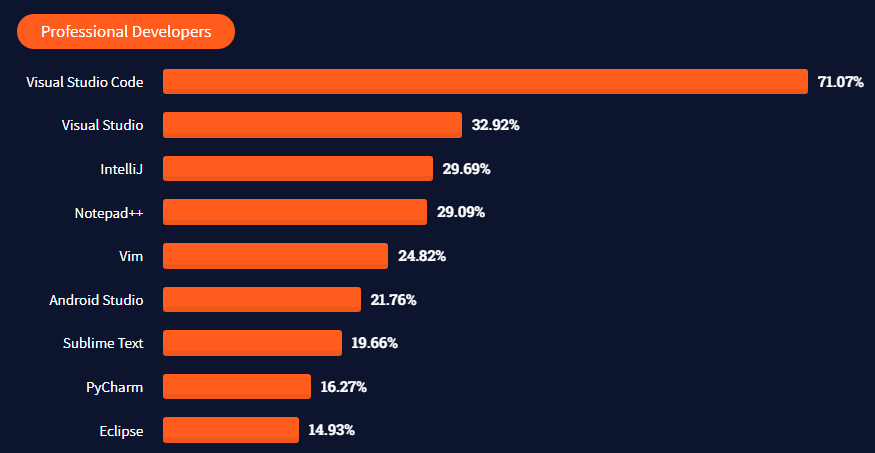 Professional Developers
Visual Studio Code 71.07%
Visual Studio 32.92%
IntelliJ 29.69%
Notepad++ 29.09%
Vim 24.82%
Android Studio 21.76%
Sublime Text 19.66%
PyCharm 16.27%
Eclipse 14.93%